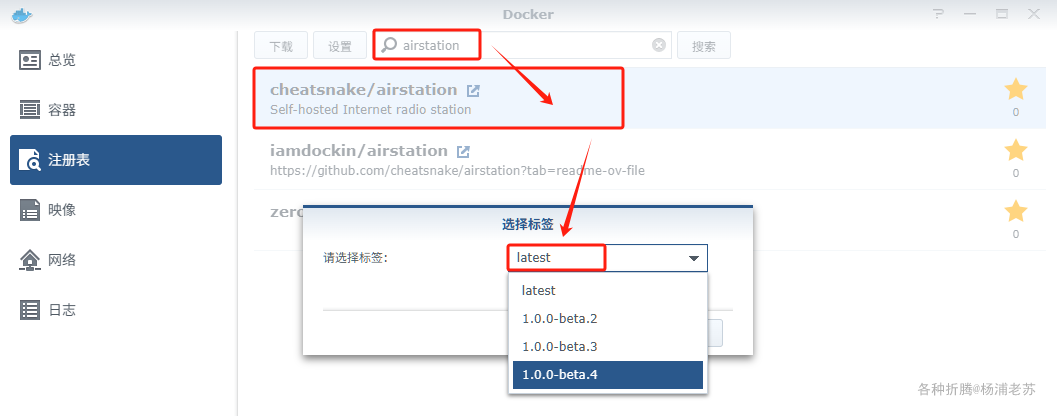 Docker
总览
容器
注册表
映像
网络
日志
下载
设置
airstation
搜索
cheatsnake/airstation
Self-hosted Internet radio station
0
iamdockin/airstation
https://github.com/cheatsnake/airstation?tab=readme-ov-file
0
zero
0
选择标签
请选择标签:
latest
latest
1.0.0-beta.2
1.0.0-beta.3
1.0.0-beta.4
各种折腾@杨浦老苏